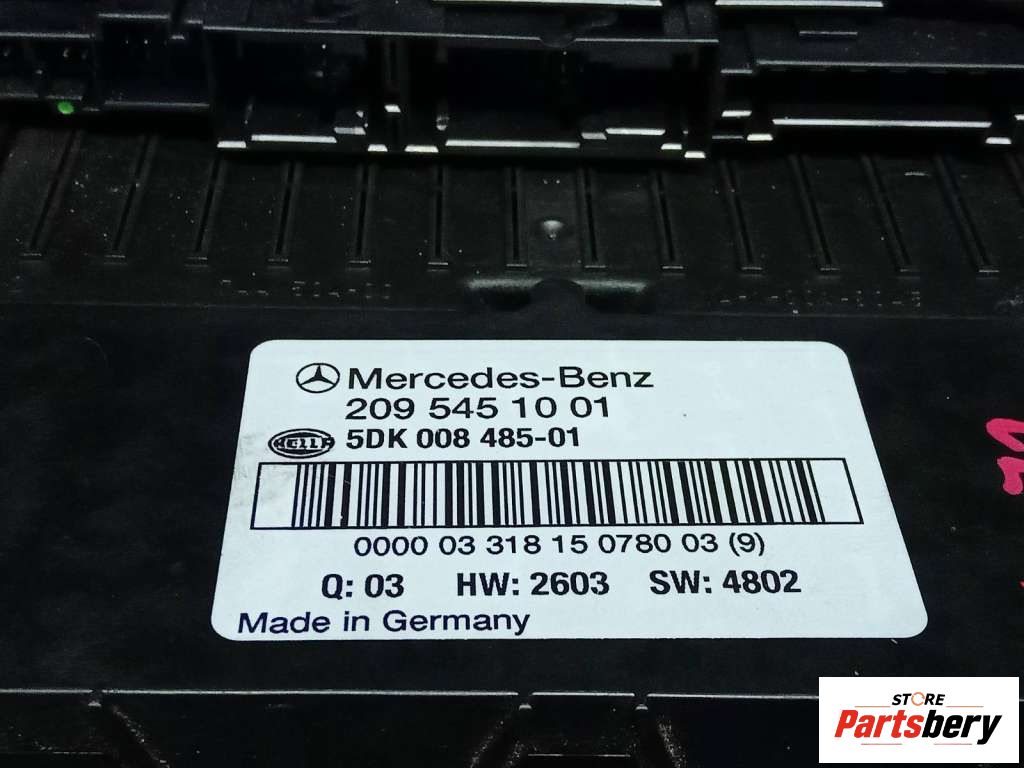 Mercedes-Benz
209 545 10 01
HELLA 5DK 008 485-01
0000 03 318 15 0780 03 (9)
Q: 03 HW: 2603 SW: 4802
Made in Germany
STORE
Partsbery